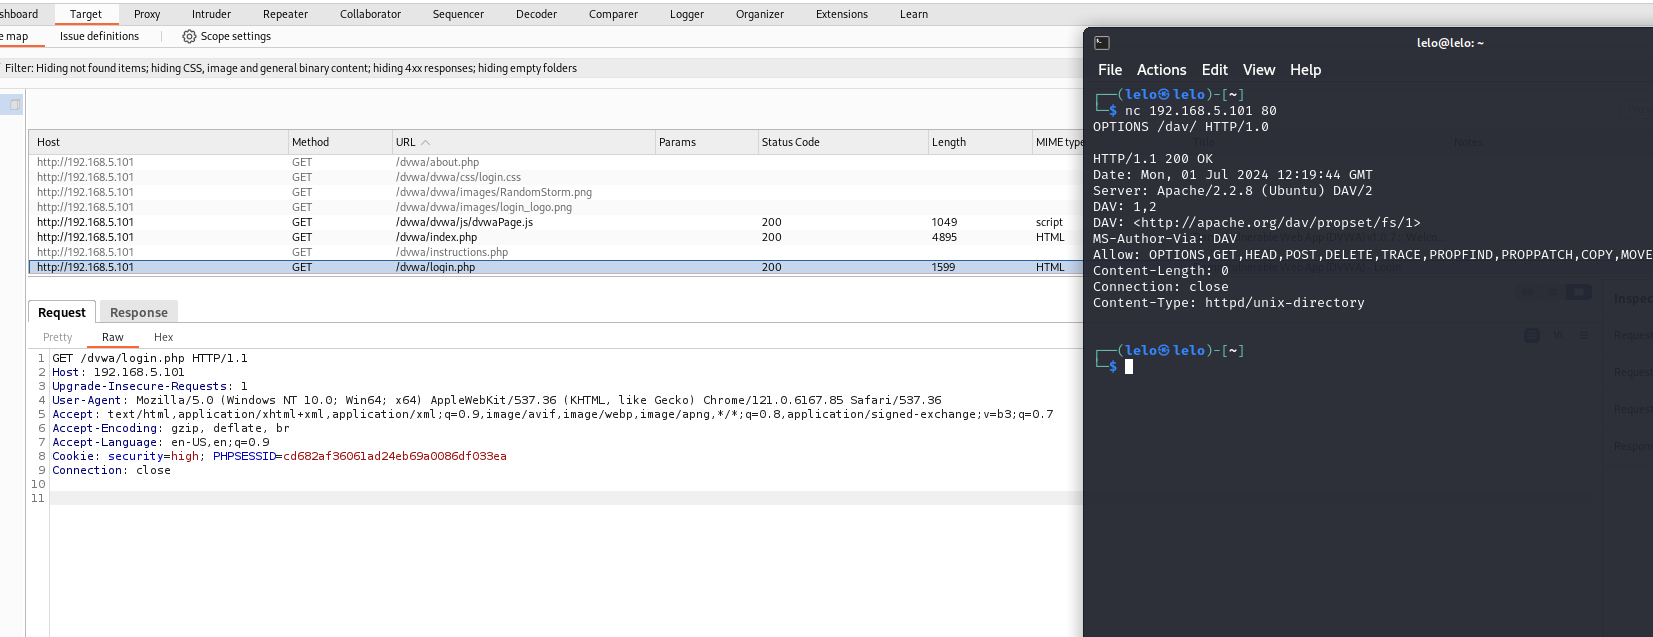 shboard Target Proxy Intruder Repeater Collaborator Sequencer Decoder Comparer Logger Organizer Extensions Learn
e map Issue definitions Scope settings
Filter: Hiding not found items; hiding CSS, image and general binary content; hiding 4xx responses; hiding empty folders
Host Method URL Params Status Code Length MIME type
http://192.168.5.101 GET /dvwa/about.php
http://192.168.5.101 GET /dvwa/dvwa/css/login.css
http://192.168.5.101 GET /dvwa/dvwa/images/RandomStorm.png
http://192.168.5.101 GET /dvwa/dvwa/images/login_logo.png
http://192.168.5.101 GET /dvwa/dvwa/js/dvwaPage.js 200 1049 script
http://192.168.5.101 GET /dvwa/index.php 200 4895 HTML
http://192.168.5.101 GET /dvwa/instructions.php
http://192.168.5.101 GET /dvwa/login.php 200 1599 HTML
Request Response
Pretty Raw Hex
1 GET /dvwa/login.php HTTP/1.1
2 Host: 192.168.5.101
3 Upgrade-Insecure-Requests: 1
4 User-Agent: Mozilla/5.0 (Windows NT 10.0; Win64; x64) AppleWebKit/537.36 (KHTML, like Gecko) Chrome/121.0.6167.85 Safari/537.36
5 Accept: text/html,application/xhtml+xml,application/xml;q=0.9,image/avif,image/webp,image/apng,*/*;q=0.8,application/signed-exchange;v=b3;q=0.7
6 Accept-Encoding: gzip, deflate, br
7 Accept-Language: en-US,en;q=0.9
8 Cookie: security=high; PHPSESSID=cd682af36061ad24eb69a0086df033ea
9 Connection: close
10
11
lelo@lelo: ~
File Actions Edit View Help
┌──(lelo㉿lelo)-[~]
└─$ nc 192.168.5.101 80
OPTIONS /dav/ HTTP/1.0
HTTP/1.1 200 OK
Date: Mon, 01 Jul 2024 12:19:44 GMT
Server: Apache/2.2.8 (Ubuntu) DAV/2
DAV: 1,2
DAV: <http://apache.org/dav/propset/fs/1>
MS-Author-Via: DAV
Allow: OPTIONS,GET,HEAD,POST,DELETE,TRACE,PROPFIND,PROPPATCH,COPY,MOVE
Content-Length: 0
Connection: close
Content-Type: httpd/unix-directory
┌──(lelo㉿lelo)-[~]
└─$